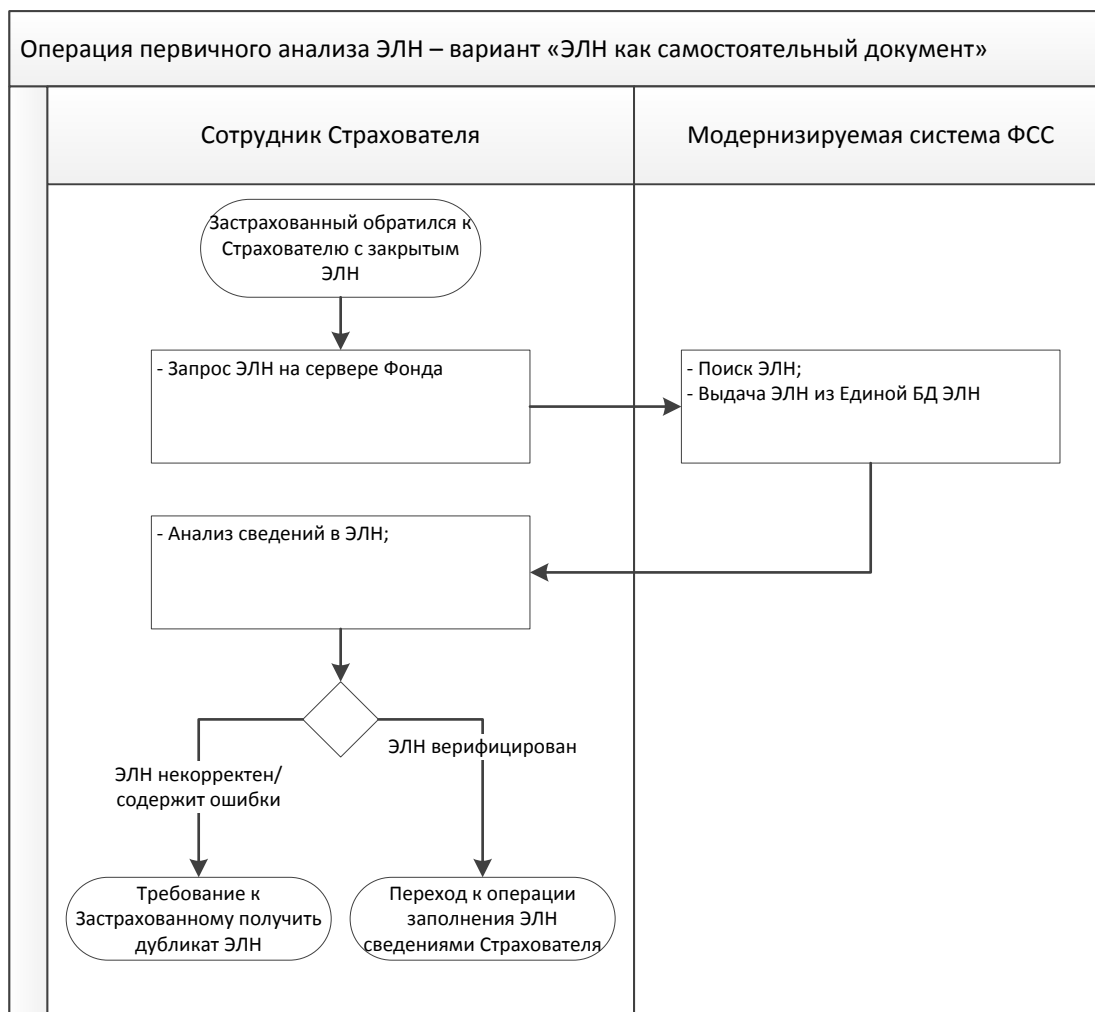 Операция первичного анализа ЭЛН – вариант «ЭЛН как самостоятельный документ»
Сотрудник Страхователя
Модернизируемая система ФСС
Застрахованный обратился к
Страхователю с закрытым
ЭЛН
- Запрос ЭЛН на сервере Фонда
- Поиск ЭЛН;
- Выдача ЭЛН из Единой БД ЭЛН
- Анализ сведений в ЭЛН;
ЭЛН верифицирован
ЭЛН некорректен/
содержит ошибки
Требование к
Застрахованному получить
дубликат ЭЛН
Переход к операции
заполнения ЭЛН
сведениями Страхователя